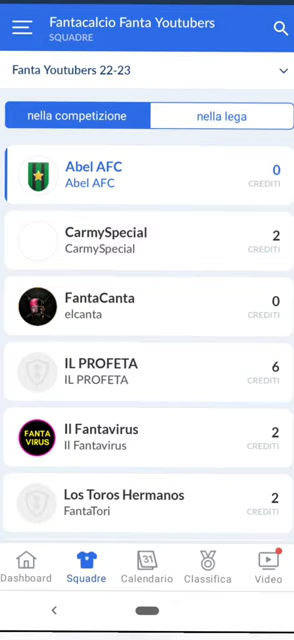 Fantacalcio Fanta Youtubers
SQUADRE
Fanta Youtubers 22-23
nella competizione
nella lega
Abel AFC
Abel AFC
0
CREDITI
CarmySpecial
CarmySpecial
2
CREDITI
FantaCanta
elcanta
0
CREDITI
IL PROFETA
IL PROFETA
6
CREDITI
FANTA
VIRUS
Il Fantavirus
Il Fantavirus
2
CREDITI
Los Toros Hermanos
FantaTori
2
CREDITI
31
Dashboard
Squadre
Calendario
Classifica
Video